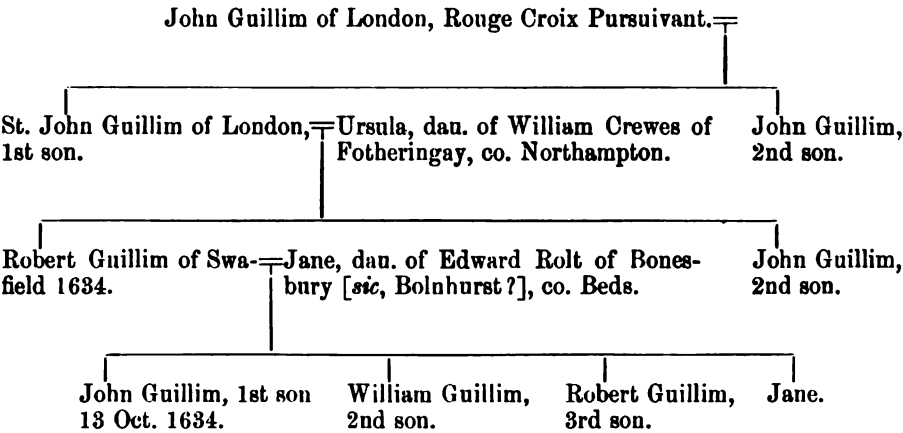 John Guillim of London, Rouge Croix Pursuivant.
St. John Guillim of London,
1st son.
Ursula, dau. of William Crewes of
Fotheringay, co. Northampton.
John Guillim,
2nd son.
Robert Guillim of Swa-
field 1634.
Jane, dau. of Edward Rolt of Bones-
bury [sic, Bolnhurst?], co. Beds.
John Guillim,
2nd son.
John Guillim, 1st son
13 Oct. 1634.
William Guillim,
2nd son.
Robert Guillim,
3rd son.
Jane.